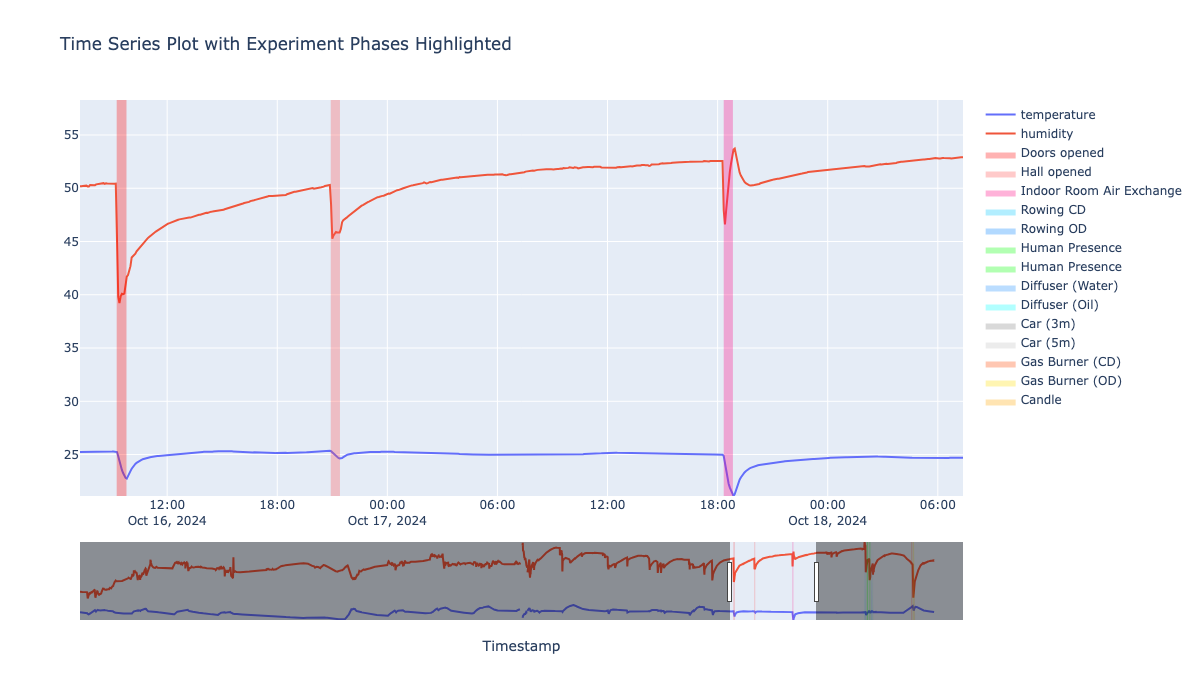 Time Series Plot with Experiment Phases Highlighted
55
50
45
40
35
30
25
12:00
Oct 16, 2024
18:00
00:00
Oct 17, 2024
06:00
12:00
18:00
00:00
Oct 18, 2024
06:00
Timestamp
temperature
humidity
Doors opened
Hall opened
Indoor Room Air Exchange
Rowing CD
Rowing OD
Human Presence
Human Presence
Diffuser (Water)
Diffuser (Oil)
Car (3m)
Car (5m)
Gas Burner (CD)
Gas Burner (OD)
Candle